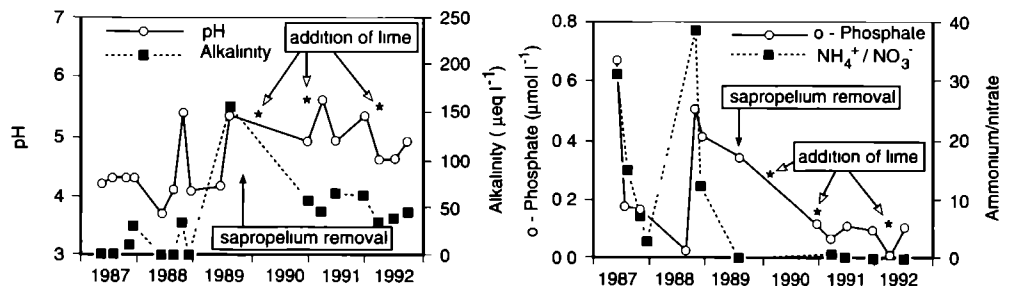 7
6
5
4
3
pH
pH
Alkalinity
addition of lime
sapropelium removal
250
200
150
100
50
0
Alkalinity ( µeq l⁻¹)
1987 1988 1989 1990 1991 1992
0.8
0 6
0.4
0 2
0 0
o - Phosphate (µmol l⁻¹)
o - Phosphate
NH₄⁺ / NO₃⁻
sapropelium removal
addition of lime
40
30
20
10
0
Ammonium/nitrate
1987 1988 1989 1990 1991 1992